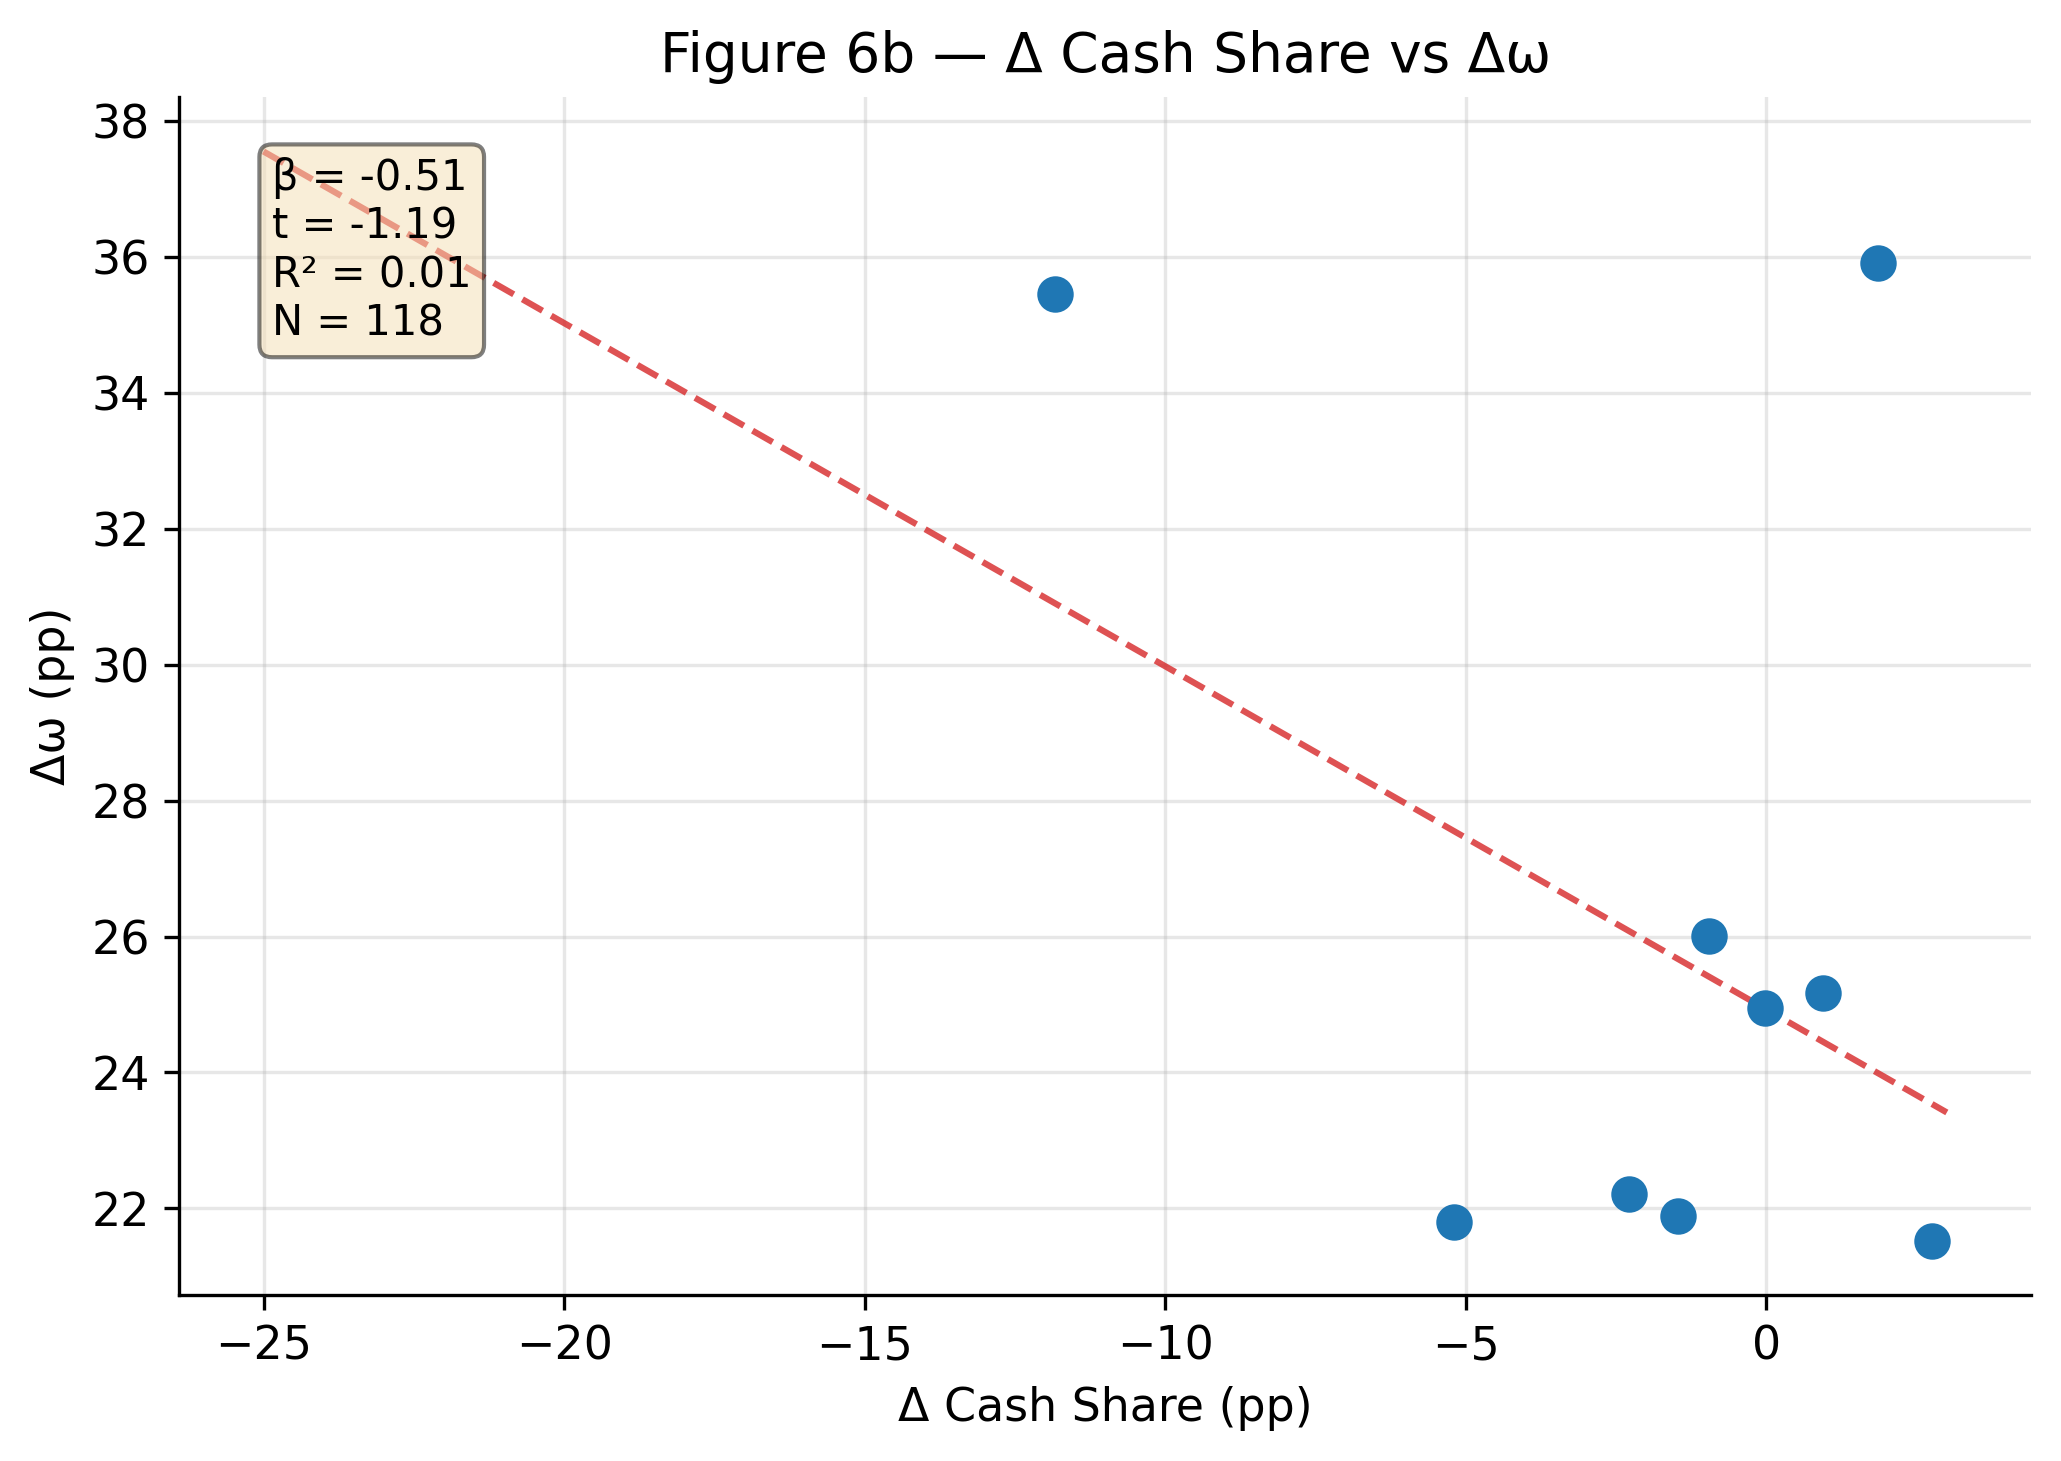 Figure 6b — Δ Cash Share vs Δω
38
36
34
32
30
28
26
24
22
Δω (pp)
β = -0.51
t = -1.19
R² = 0.01
N = 118
−25
−20
−15
−10
−5
0
Δ Cash Share (pp)